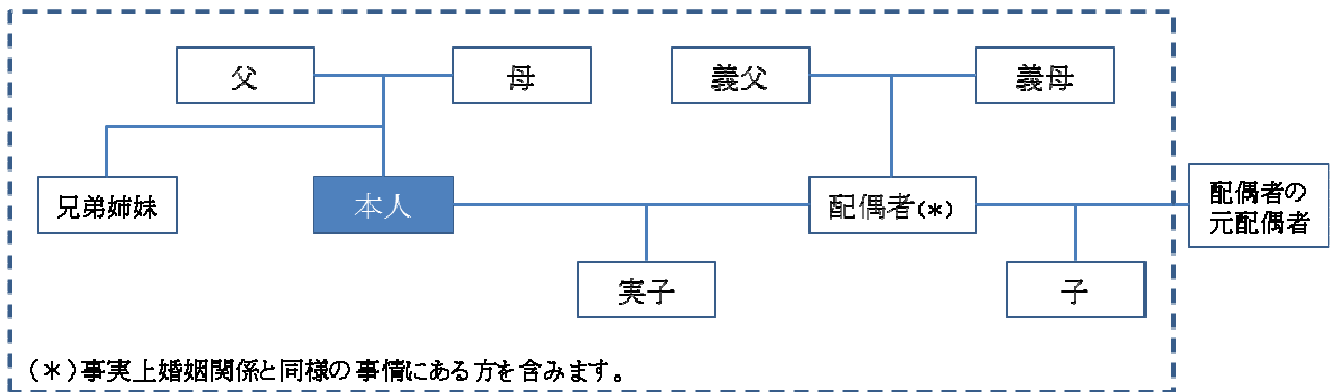 父
母
義父
義母
兄弟姉妹
本人
配偶者(*)
配偶者の
元配偶者
実子
子
(*)事実上婚姻関係と同様の事情にある方を含みます。